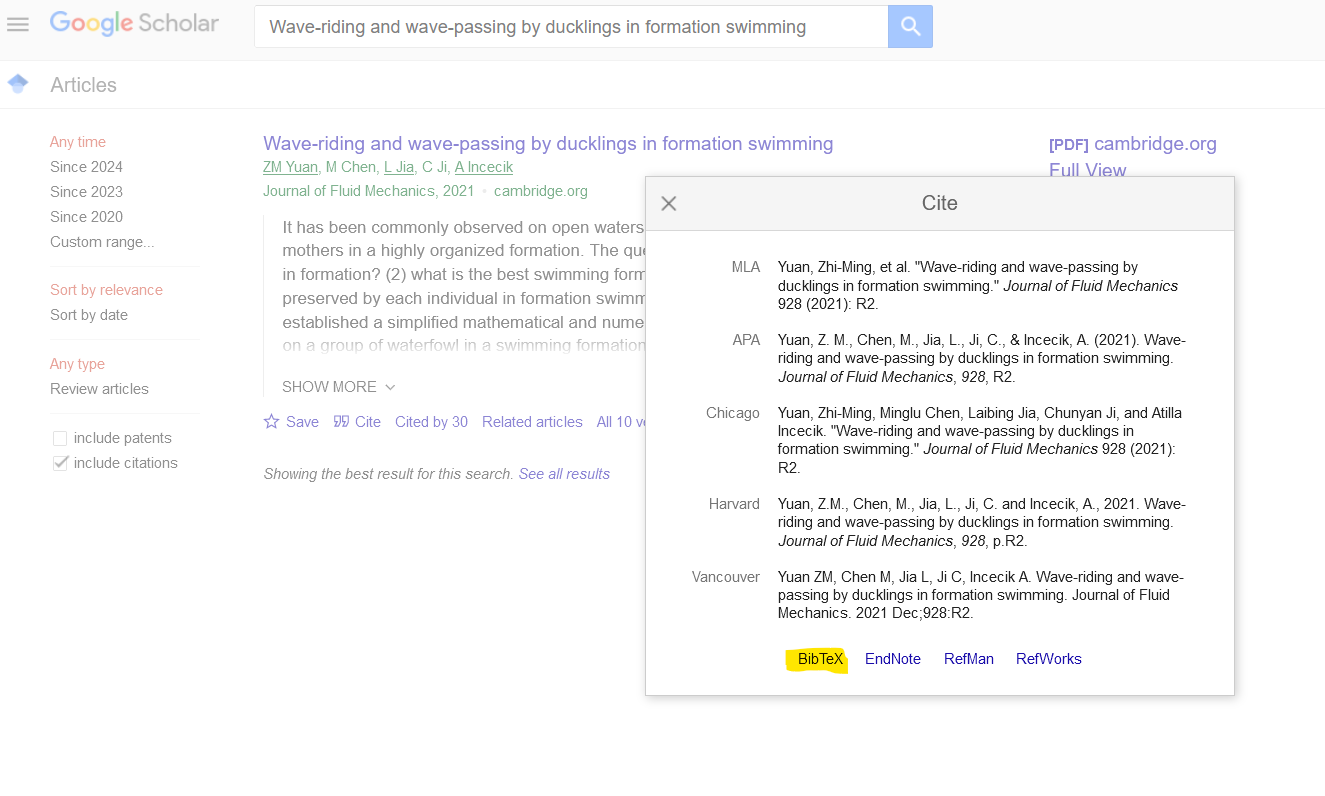 Google Scholar
Wave-riding and wave-passing by ducklings in formation swimming
Articles
Any time
Since 2024
Since 2023
Since 2020
Custom range...
Sort by relevance
Sort by date
Any type
Review articles
include patents
include citations
Wave-riding and wave-passing by ducklings in formation swimming
ZM Yuan, M Chen, L Jia, C Ji, A Incecik
Journal of Fluid Mechanics, 2021 • cambridge.org
It has been commonly observed on open waters
mothers in a highly organized formation. The que
in formation? (2) what is the best swimming form
preserved by each individual in formation swimm
established a simplified mathematical and nume
on a group of waterfowl in a swimming formation
SHOW MORE
Save Cite Cited by 30 Related articles All 10 ve
Showing the best result for this search. See all results
[PDF] cambridge.org
Full View
Cite
MLA Yuan, Zhi-Ming, et al. "Wave-riding and wave-passing by
ducklings in formation swimming." Journal of Fluid Mechanics
928 (2021): R2.
APA Yuan, Z. M., Chen, M., Jia, L., Ji, C., & Incecik, A. (2021). Wave-
riding and wave-passing by ducklings in formation swimming.
Journal of Fluid Mechanics, 928, R2.
Chicago Yuan, Zhi-Ming, Minglu Chen, Laibing Jia, Chunyan Ji, and Atilla
Incecik. "Wave-riding and wave-passing by ducklings in
formation swimming." Journal of Fluid Mechanics 928 (2021):
R2.
Harvard Yuan, Z.M., Chen, M., Jia, L., Ji, C. and Incecik, A., 2021. Wave-
riding and wave-passing by ducklings in formation swimming.
Journal of Fluid Mechanics, 928, p.R2.
Vancouver Yuan ZM, Chen M, Jia L, Ji C, Incecik A. Wave-riding and wave-
passing by ducklings in formation swimming. Journal of Fluid
Mechanics. 2021 Dec;928:R2.
BibTeX EndNote RefMan RefWorks